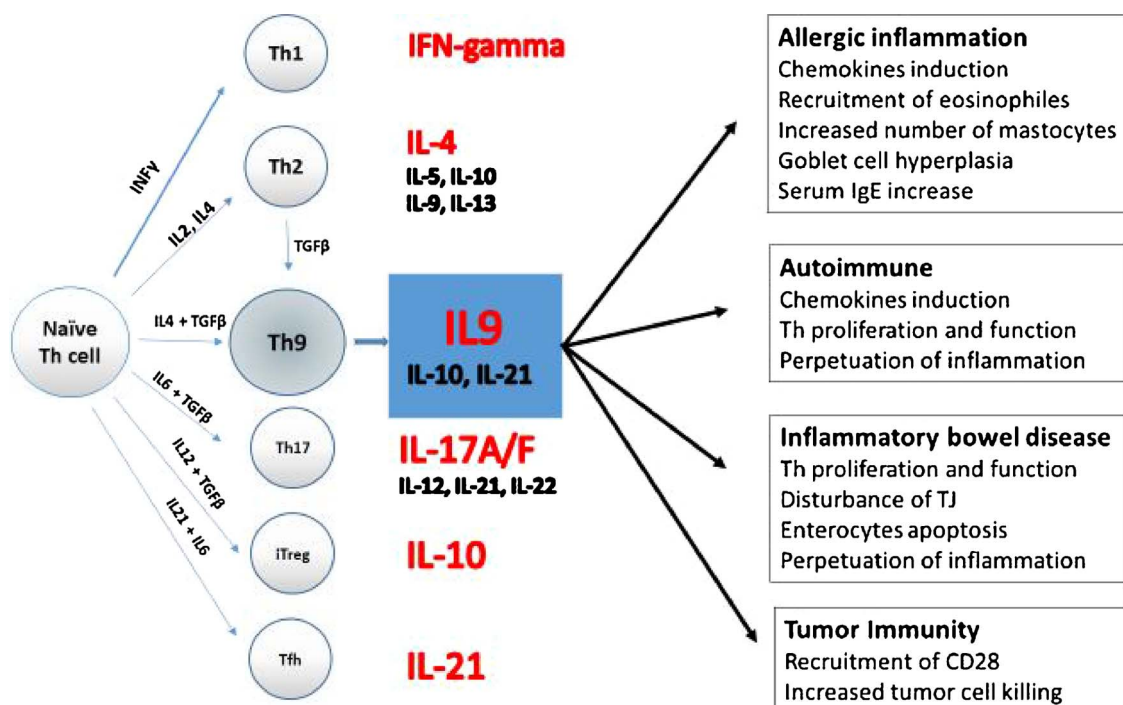 Th1
IFN-gamma
INFγ
Th2
IL-4
IL-5, IL-10
IL-9, IL-13
IL2, IL4
TGFβ
Naïve
Th cell
IL4 + TGFβ
Th9
IL9
IL-10, IL-21
IL6 + TGFβ
Th17
IL-17A/F
IL-12, IL-21, IL-22
IL12 + TGFβ
iTreg
IL-10
IL21 + IL6
Tfh
IL-21
Allergic inflammation
Chemokines induction
Recruitment of eosinophiles
Increased number of mastocytes
Goblet cell hyperplasia
Serum IgE increase
Autoimmune
Chemokines induction
Th proliferation and function
Perpetuation of inflammation
Inflammatory bowel disease
Th proliferation and function
Disturbance of TJ
Enterocytes apoptosis
Perpetuation of inflammation
Tumor Immunity
Recruitment of CD28
Increased tumor cell killing